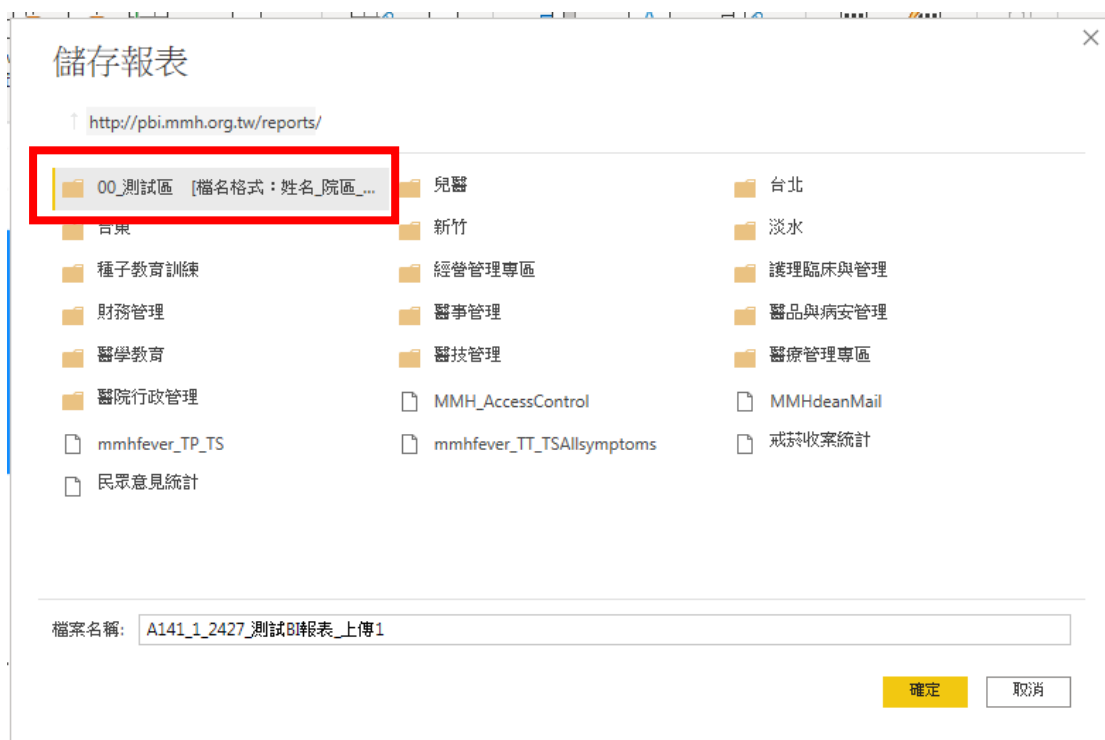 儲存報表
http://pbi.mmh.org.tw/reports/
00_測試區 [檔名格式：姓名_院區_...
兒醫
台北
台東
新竹
淡水
種子教育訓練
經營管理專區
護理臨床與管理
財務管理
醫事管理
醫品與病安管理
醫學教育
醫技管理
醫療管理專區
醫院行政管理
MMH_AccessControl
MMHdeanMail
mmhfever_TP_TS
mmhfever_TT_TSAllsymptoms
戒菸收案統計
民眾意見統計
檔案名稱: A141_1_2427_測試BI報表_上傳1
確定
取消